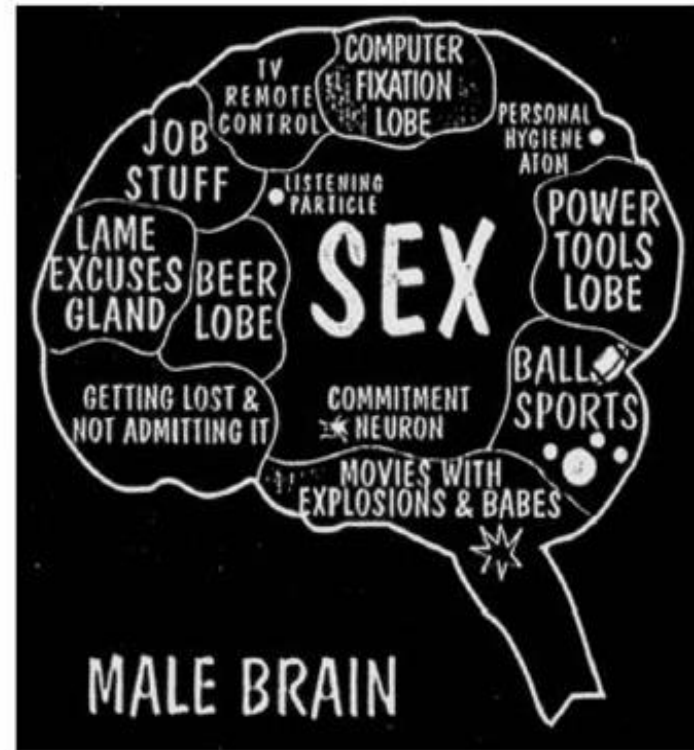 TV
REMOTE
CONTROL
COMPUTER
FIXATION
LOBE
PERSONAL
HYGIENE
ATOM
JOB
STUFF
LISTENING
PARTICLE
LAME
EXCUSES
GLAND
BEER
LOBE
SEX
POWER
TOOLS
LOBE
BALL
SPORTS
GETTING LOST &
NOT ADMITTING IT
COMMITMENT
NEURON
MOVIES WITH
EXPLOSIONS & BABES
MALE BRAIN